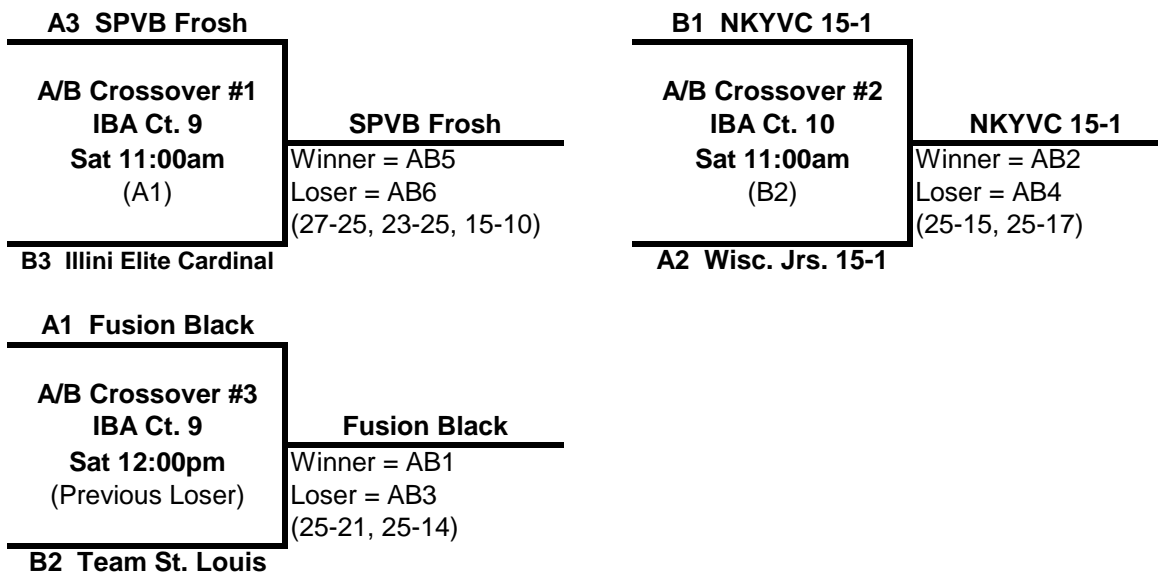 A3 SPVB Frosh
A/B Crossover #1
IBA Ct. 9
Sat 11:00am
(A1)
SPVB Frosh
Winner = AB5
Loser = AB6
(27-25, 23-25, 15-10)
B3 Illini Elite Cardinal
B1 NKYVC 15-1
A/B Crossover #2
IBA Ct. 10
Sat 11:00am
(B2)
NKYVC 15-1
Winner = AB2
Loser = AB4
(25-15, 25-17)
A2 Wisc. Jrs. 15-1
A1 Fusion Black
A/B Crossover #3
IBA Ct. 9
Sat 12:00pm
(Previous Loser)
Fusion Black
Winner = AB1
Loser = AB3
(25-21, 25-14)
B2 Team St. Louis